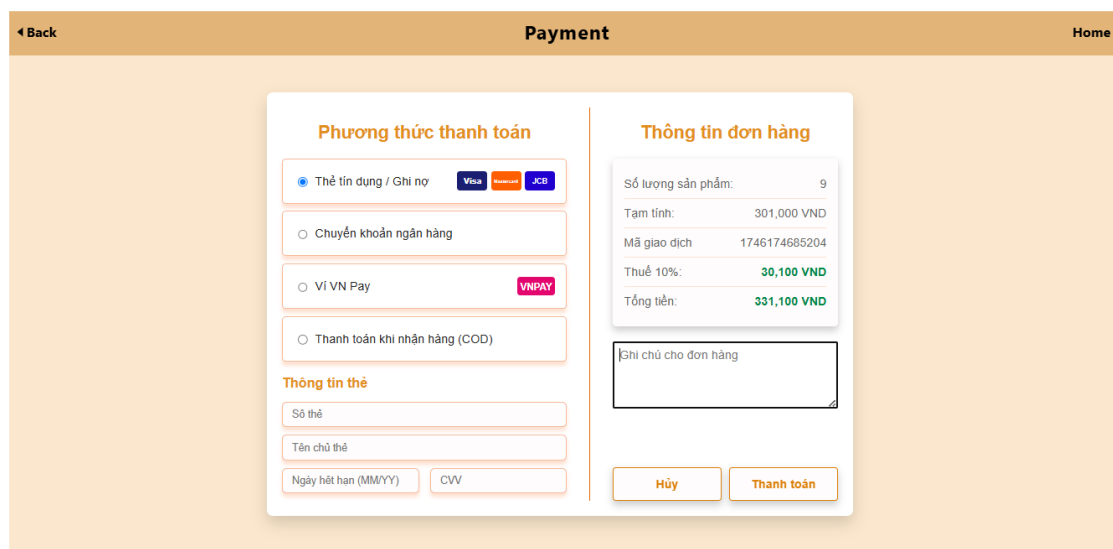 Back
Payment
Home
Phương thức thanh toán
Thẻ tín dụng / Ghi nợ
Visa
Mastercard
JCB
Chuyển khoản ngân hàng
Ví VN Pay
VNPAY
Thanh toán khi nhận hàng (COD)
Thông tin thẻ
Số thẻ
Tên chủ thẻ
Ngày hết hạn (MM/YY)
CVV
Thông tin đơn hàng
Số lượng sản phẩm: 9
Tạm tính: 301,000 VND
Mã giao dịch 1746174685204
Thuế 10%: 30,100 VND
Tổng tiền: 331,100 VND
Ghi chú cho đơn hàng
Hủy
Thanh toán